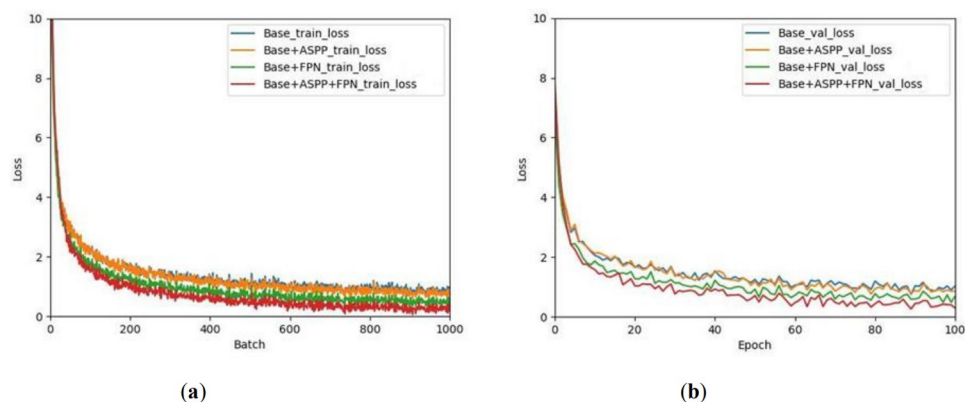 10
8
6
4
2
0
Loss
0
200
400
600
800
1000
Batch
Base_train_loss
Base+ASPP_train_loss
Base+FPN_train_loss
Base+ASPP+FPN_train_loss
(a)
10
8
6
4
2
0
Loss
0
20
40
60
80
100
Epoch
Base_val_loss
Base+ASPP_val_loss
Base+FPN_val_loss
Base+ASPP+FPN_val_loss
(b)